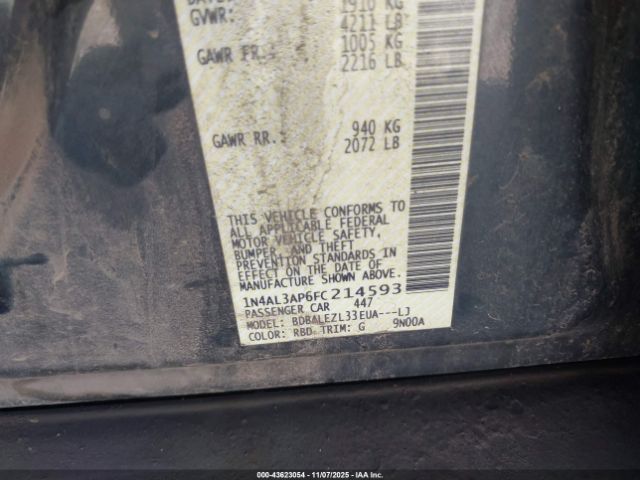 GVWR: 1910 KG
4211 LB
GAWR FR.: 1005 KG
2216 LB
GAWR RR.: 940 KG
2072 LB
THIS VEHICLE CONFORMS TO
ALL APPLICABLE FEDERAL
MOTOR VEHICLE SAFETY,
BUMPER, AND THEFT
PREVENTION STANDARDS IN
EFFECT ON THE DATE OF
MANUFACTURE SHOWN ABOVE.
1N4AL3AP6FC214593
PASSENGER CAR 447
MODEL: BDBALEZL33EUA---LJ
COLOR: RBD TRIM: G 9N00A
000-43623054 - 11/07/2025 - IAAI.COM